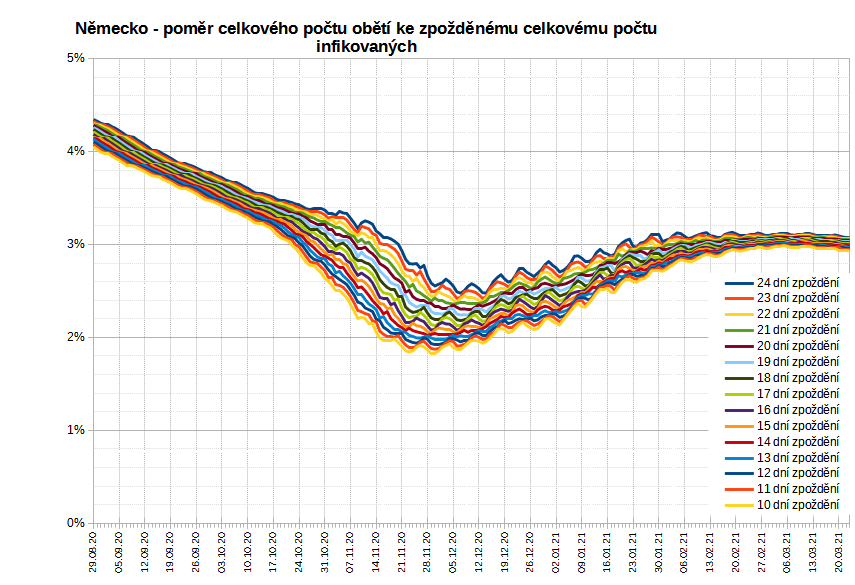 Německo - poměr celkového počtu obětí ke zpožděnému celkovému počtu
infikovaných
5%
4%
3%
2%
1%
0%
24 dní zpoždění
23 dní zpoždění
22 dní zpoždění
21 dní zpoždění
20 dní zpoždění
19 dní zpoždění
18 dní zpoždění
17 dní zpoždění
16 dní zpoždění
15 dní zpoždění
14 dní zpoždění
13 dní zpoždění
12 dní zpoždění
11 dní zpoždění
10 dní zpoždění
29.08.20
05.09.20
12.09.20
19.09.20
26.09.20
03.10.20
10.10.20
17.10.20
24.10.20
31.10.20
07.11.20
14.11.20
21.11.20
28.11.20
05.12.20
12.12.20
19.12.20
26.12.20
02.01.21
09.01.21
16.01.21
23.01.21
30.01.21
06.02.21
13.02.21
20.02.21
27.02.21
06.03.21
13.03.21
20.03.21